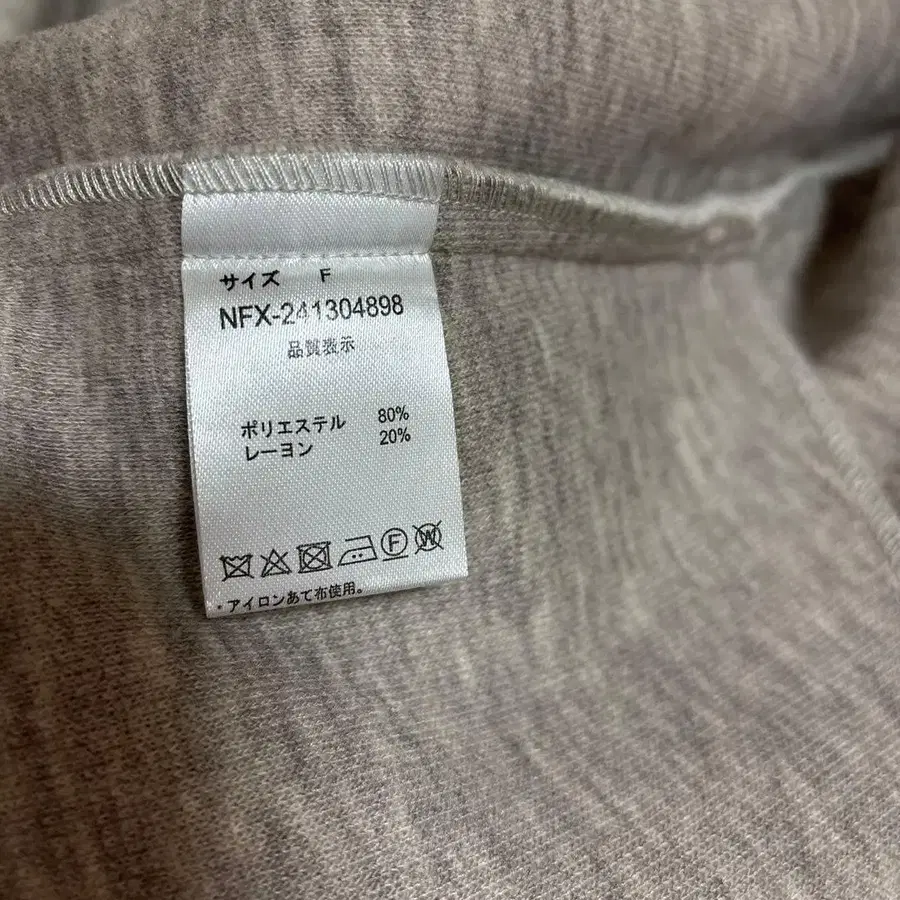 サイズ F
NFX-241304898
品質表示
ポリエステル 80%
レーヨン 20%
F W
・アイロンあて布使用。